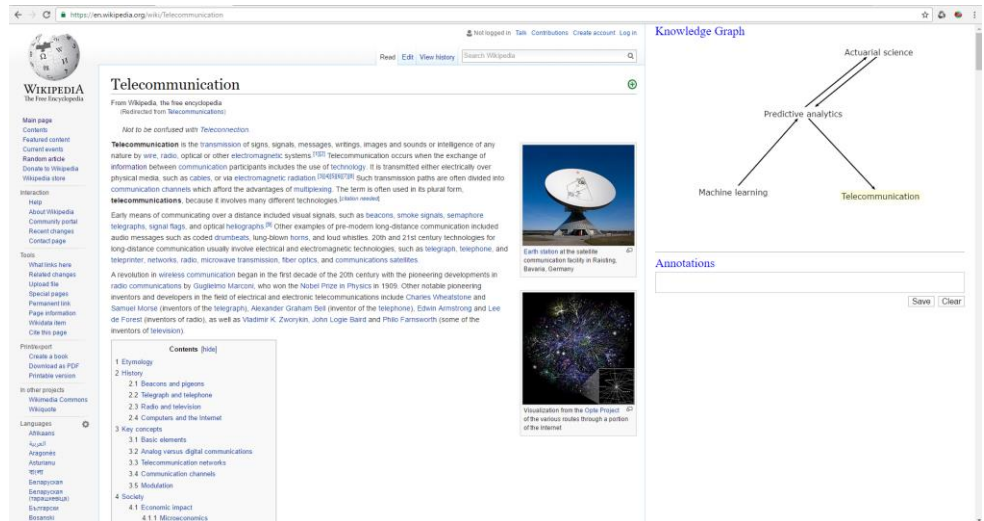 https://en.wikipedia.org/wiki/Telecommunication
Not logged in Talk Contributions Create account Log in
Read Edit View history Search Wikipedia
WIKIPEDIA
The Free Encyclopedia
Main page
Contents
Featured content
Current events
Random article
Donate to Wikipedia
Wikipedia store
Interaction
Help
About Wikipedia
Community portal
Recent changes
Contact page
Tools
What links here
Related changes
Upload file
Special pages
Permanent link
Page information
Wikidata item
Cite this page
Print/export
Create a book
Download as PDF
Printable version
In other projects
Wikimedia Commons
Wikiquote
Languages
Afrikaans
العربية
Aragonés
Asturianu
বাংলা
Беларуская
Беларуская
(тарашкевіца)
Български
Bosanski
Telecommunication
From Wikipedia, the free encyclopedia
(Redirected from Telecommunications)
Not to be confused with Teleconnection.
Telecommunication is the transmission of signs, signals, messages, writings, images and sounds or intelligence of any
nature by wire, radio, optical or other electromagnetic systems.[1][2] Telecommunication occurs when the exchange of
information between communication participants includes the use of technology. It is transmitted either electrically over
physical media, such as cables, or via electromagnetic radiation.[3][4][5][6][7][8] Such transmission paths are often divided into
communication channels which afford the advantages of multiplexing. The term is often used in its plural form,
telecommunications, because it involves many different technologies.[citation needed]
Early means of communicating over a distance included visual signals, such as beacons, smoke signals, semaphore
telegraphs, signal flags, and optical heliographs.[9] Other examples of pre-modern long-distance communication included
audio messages such as coded drumbeats, lung-blown horns, and loud whistles. 20th and 21st century technologies for
long-distance communication usually involve electrical and electromagnetic technologies, such as telegraph, telephone, and
teleprinter, networks, radio, microwave transmission, fiber optics, and communications satellites.
A revolution in wireless communication began in the first decade of the 20th century with the pioneering developments in
radio communications by Guglielmo Marconi, who won the Nobel Prize in Physics in 1909. Other notable pioneering
inventors and developers in the field of electrical and electronic telecommunications include Charles Wheatstone and
Samuel Morse (inventors of the telegraph), Alexander Graham Bell (inventor of the telephone), Edwin Armstrong and Lee
de Forest (inventors of radio), as well as Vladimir K. Zworykin, John Logie Baird and Philo Farnsworth (some of the
inventors of television).
Contents [hide]
1 Etymology
2 History
2.1 Beacons and pigeons
2.2 Telegraph and telephone
2.3 Radio and television
2.4 Computers and the Internet
3 Key concepts
3.1 Basic elements
3.2 Analog versus digital communications
3.3 Telecommunication networks
3.4 Communication channels
3.5 Modulation
4 Society
4.1 Economic impact
4.1.1 Microeconomics
Earth station at the satellite
communication facility in Raisting,
Bavaria, Germany
Visualization from the Opte Project
of the various routes through a portion
of the Internet
Knowledge Graph
Actuarial science
Predictive analytics
Machine learning
Telecommunication
Annotations
Save Clear